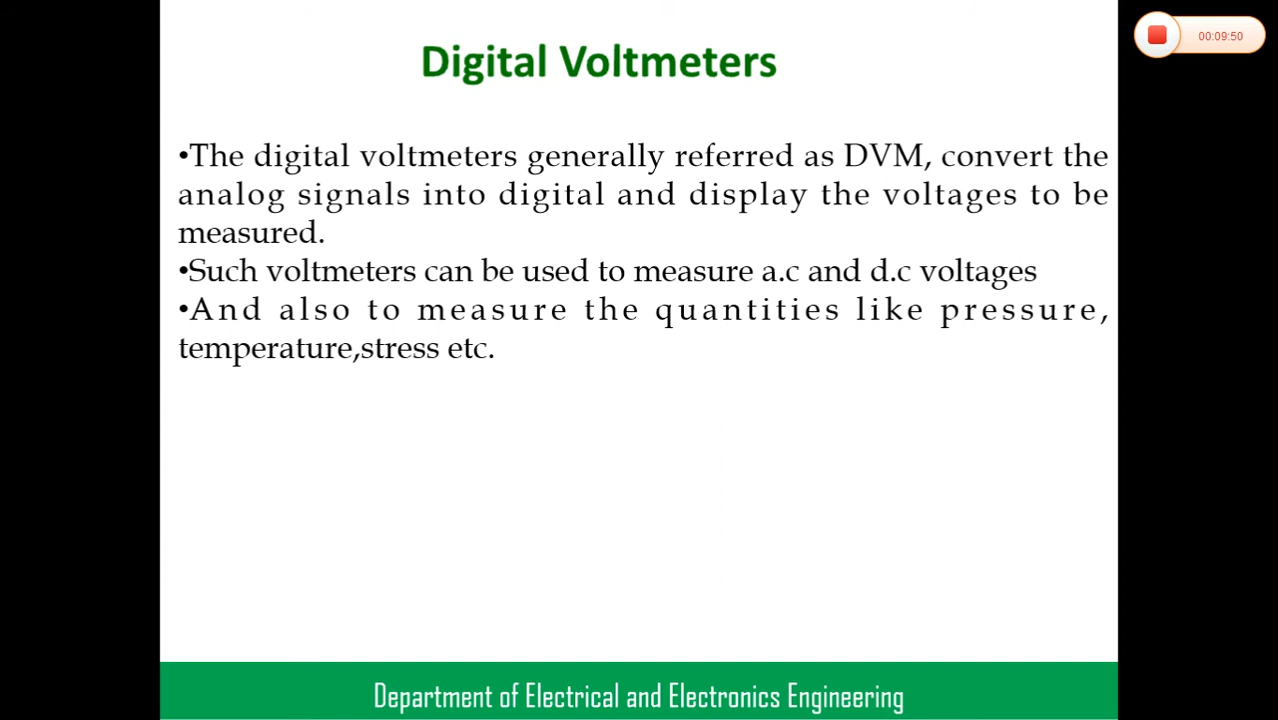 00:09:50
Digital Voltmeters
•The digital voltmeters generally referred as DVM, convert the
analog signals into digital and display the voltages to be
measured.
•Such voltmeters can be used to measure a.c and d.c voltages
•And also to measure the quantities like pressure,
temperature,stress etc.
Department of Electrical and Electronics Engineering